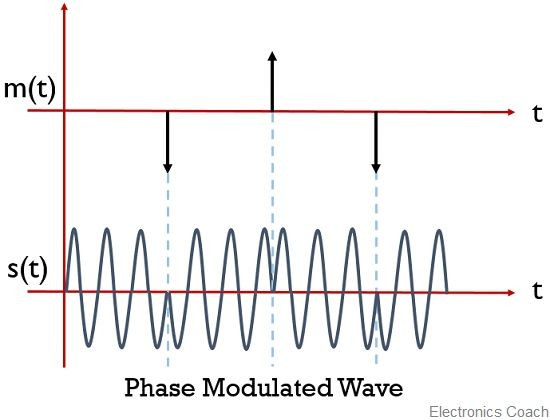 m(t)
t
s(t)
t
Phase Modulated Wave
Electronics Coach